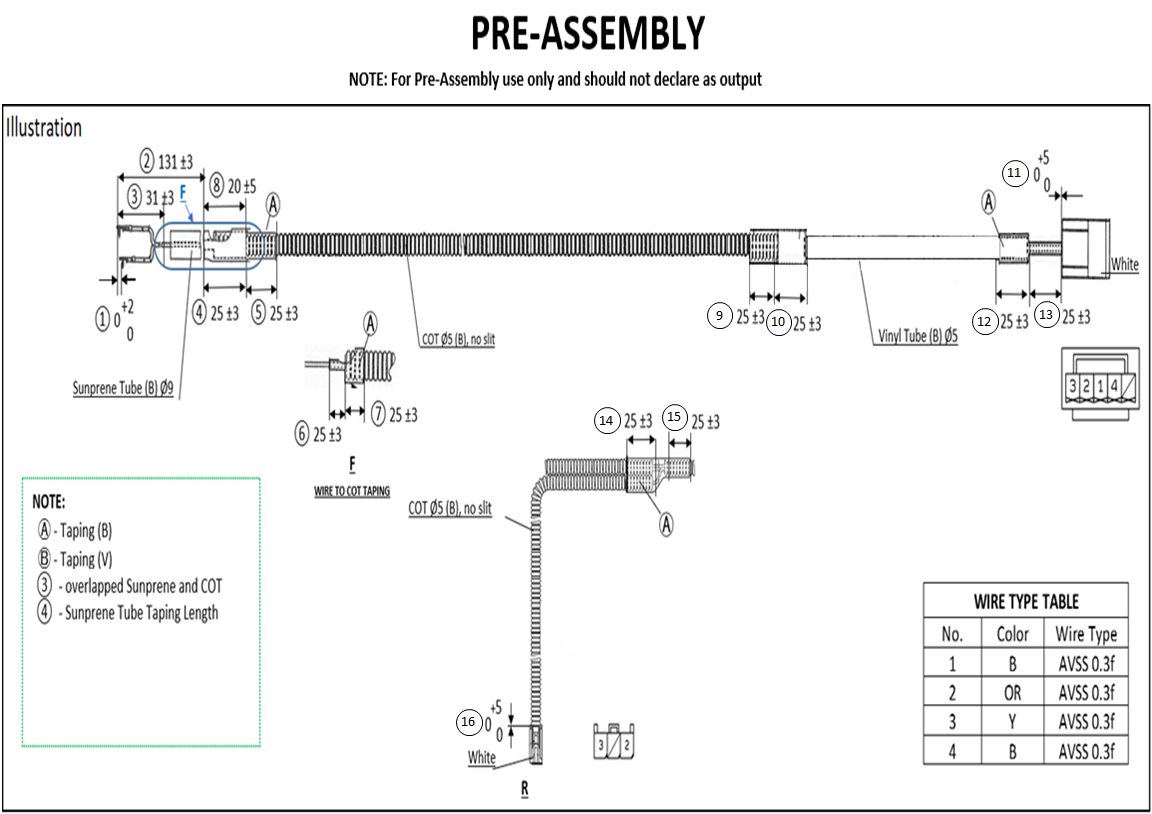 PRE-ASSEMBLY
NOTE: For Pre-Assembly use only and should not declare as output
Illustration
② 131 ±3
③ 31 ±3
F
⑧ 20 ±5
Ⓐ
① 0 +2 0
④ 25 ±3
⑤ 25 ±3
Sunprene Tube (B) Ø9
COT Ø5 (B), no slit
⑨ 25 ±3
⑩ 25 ±3
Vinyl Tube (B) Ø5
Ⓐ
⑪ 0 +5 0
White
⑫ 25 ±3
⑬ 25 ±3
3 2 1 4
Ⓐ
⑥ 25 ±3
⑦ 25 ±3
F
WIRE TO COT TAPING
⑭ 25 ±3
⑮ 25 ±3
COT Ø5 (B), no slit
Ⓐ
⑯ 0 +5 0
White
R
3 2
NOTE:
Ⓐ - Taping (B)
Ⓑ - Taping (V)
③ - overlapped Sunprene and COT
④ - Sunprene Tube Taping Length
WIRE TYPE TABLE
No. Color Wire Type
1 B AVSS 0.3f
2 OR AVSS 0.3f
3 Y AVSS 0.3f
4 B AVSS 0.3f